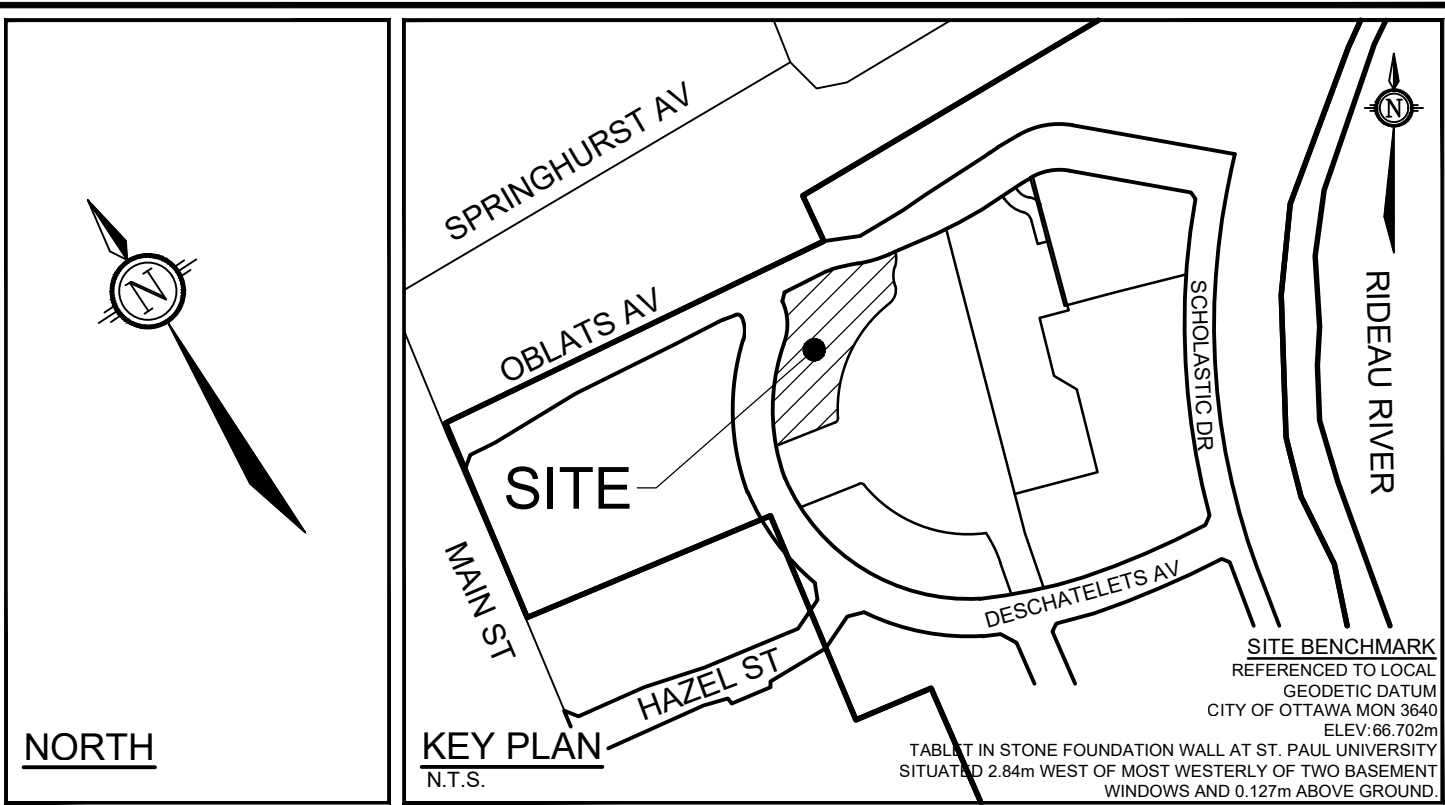 N
NORTH
SPRINGHURST AV
OBLATS AV
SITE
MAIN ST
HAZEL ST
DESCHATELETS AV
SCHOLASTIC DR
N
RIDEAU RIVER
KEY PLAN
N.T.S.
SITE BENCHMARK
REFERENCED TO LOCAL
GEODETIC DATUM
CITY OF OTTAWA MON 3640
ELEV:66.702m
TABLET IN STONE FOUNDATION WALL AT ST. PAUL UNIVERSITY
SITUATED 2.84m WEST OF MOST WESTERLY OF TWO BASEMENT
WINDOWS AND 0.127m ABOVE GROUND.